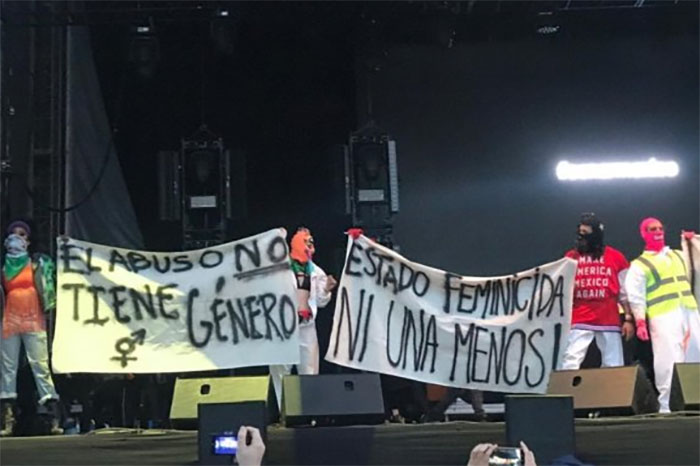 EL ABUSO NO
TIENE GÉNERO
ESTADO FEMINICIDA
NI UNA MENOS!
MAKE
AMERICA
MEXICO
AGAIN